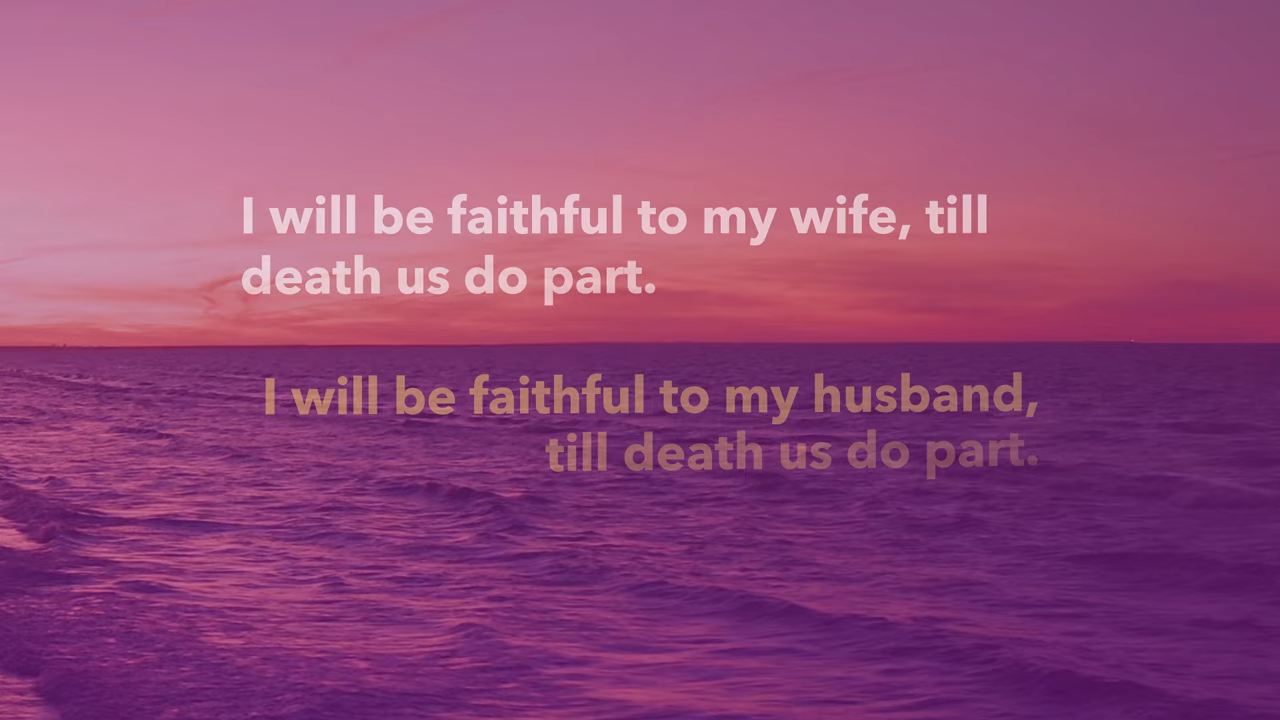 I will be faithful to my wife, till
death us do part.
I will be faithful to my husband,
till death us do part.